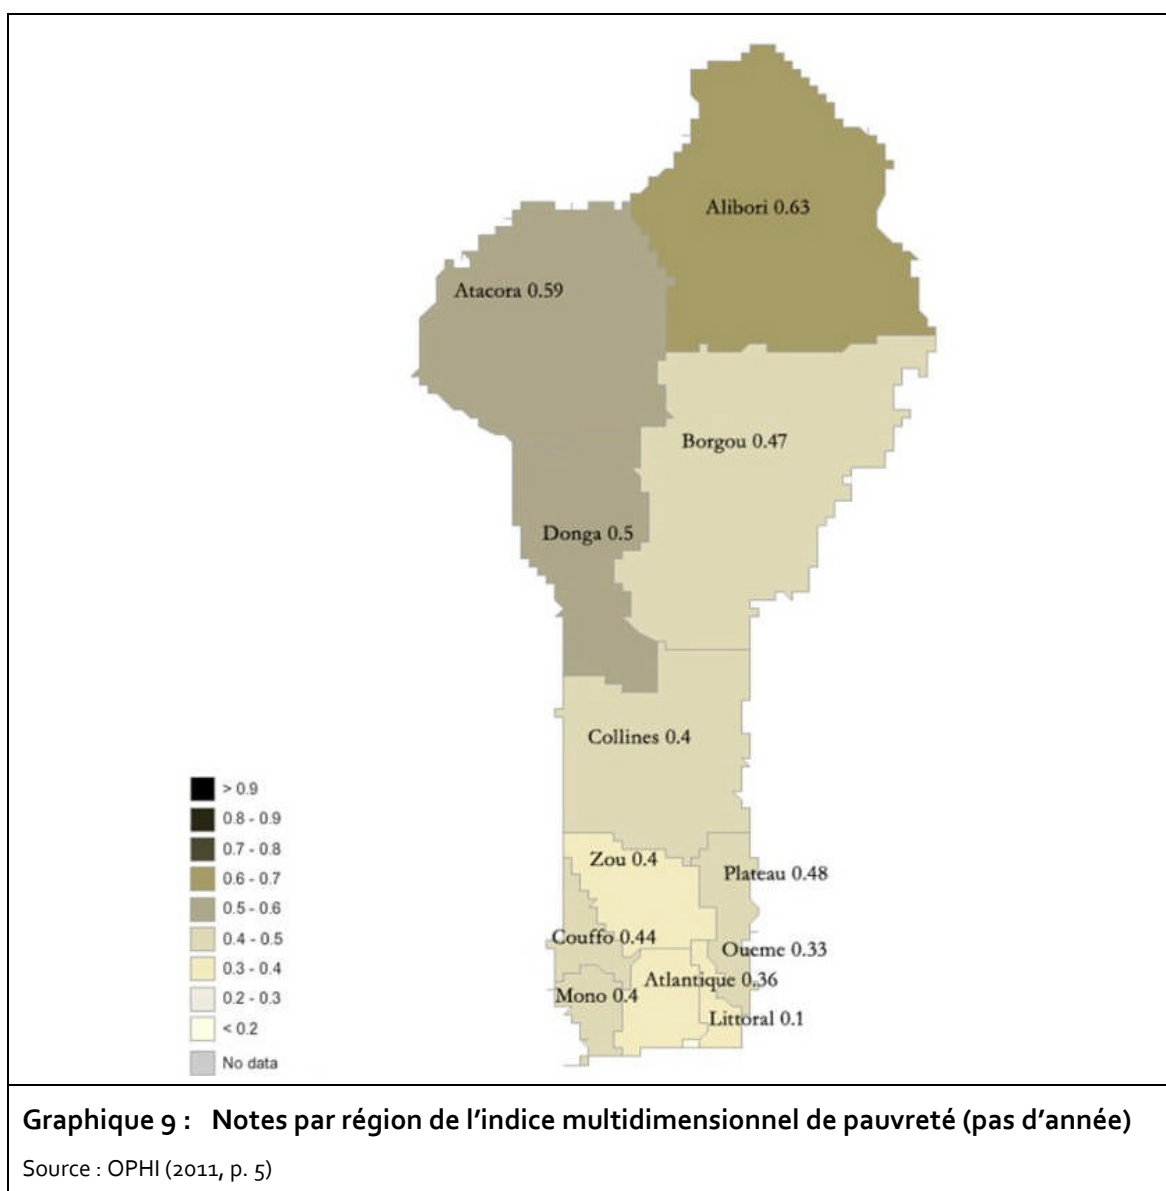 Alibori 0.63
Atacora 0.59
Borgou 0.47
Donga 0.5
Collines 0.4
Zou 0.4
Plateau 0.48
Couffo 0.44
Oueme 0.33
Atlantique 0.36
Mono 0.4
Littoral 0.1
> 0.9
0.8 - 0.9
0.7 - 0.8
0.6 - 0.7
0.5 - 0.6
0.4 - 0.5
0.3 - 0.4
0.2 - 0.3
< 0.2
No data
Graphique 9 : Notes par région de l’indice multidimensionnel de pauvreté (pas d’année)
Source : OPHI (2011, p. 5)